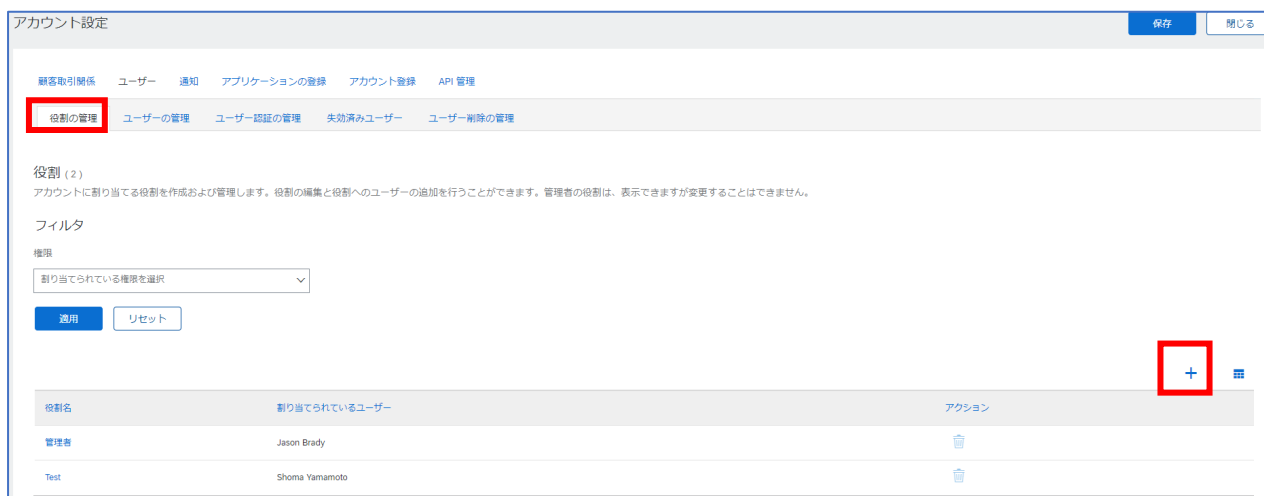 アカウント設定
保存
閉じる
顧客取引関係 ユーザー 通知 アプリケーションの登録 アカウント登録 API 管理
役割の管理 ユーザーの管理 ユーザー認証の管理 失効済みユーザー ユーザー削除の管理
役割 (2)
アカウントに割り当てる役割を作成および管理します。役割の編集と役割へのユーザーの追加を行うことができます。管理者の役割は、表示できますが変更することはできません。
フィルタ
権限
割り当てられている権限を選択
適用 リセット
役割名 割り当てられているユーザー アクション
管理者 Jason Brady
Test Shoma Yamamoto